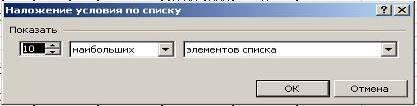 Наложение условия по списку
Показать
10 наибольших элементов списка
ОК Отмена